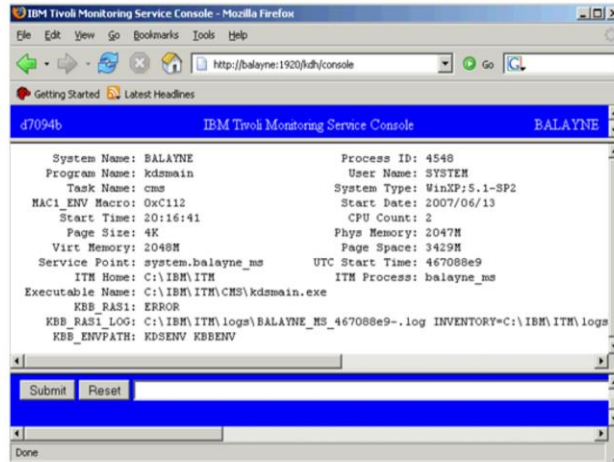 IBM Tivoli Monitoring Service Console - Mozilla Firefox
File Edit View Go Bookmarks Tools Help
http://balayne:1920/kdh/console Go
Getting Started Latest Headlines
d7094b IBM Tivoli Monitoring Service Console BALAYNE
System Name: BALAYNE Process ID: 4548
Program Name: kdsmain User Name: SYSTEM
Task Name: cms System Type: WinXP;5.1-SP2
MAC1_ENV Macro: 0xC112 Start Date: 2007/06/13
Start Time: 20:16:41 CPU Count: 2
Page Size: 4K Phys Memory: 2047M
Virt Memory: 2048M Page Space: 3429M
Service Point: system.balayne_ms UTC Start Time: 467088e9
ITM Home: C:\IBM\ITM ITM Process: balayne_ms
Executable Name: C:\IBM\ITM\CMS\kdsmain.exe
KBB_RAS1: ERROR
KBB_RAS1_LOG: C:\IBM\ITM\logs\BALAYNE_MS_467088e9-.log INVENTORY=C:\IBM\ITM\logs
KBB_ENVPATH: KDSENV KBBENV
Submit Reset
Done